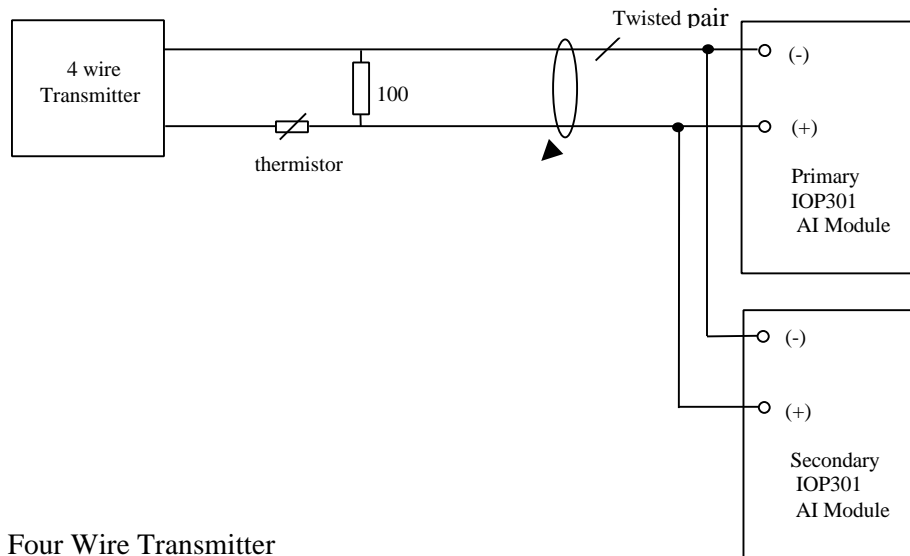 Twisted pair
4 wire
Transmitter
(-)
100
(+)
thermistor
Primary
IOP301
AI Module
(-)
(+)
Secondary
IOP301
AI Module
Four Wire Transmitter